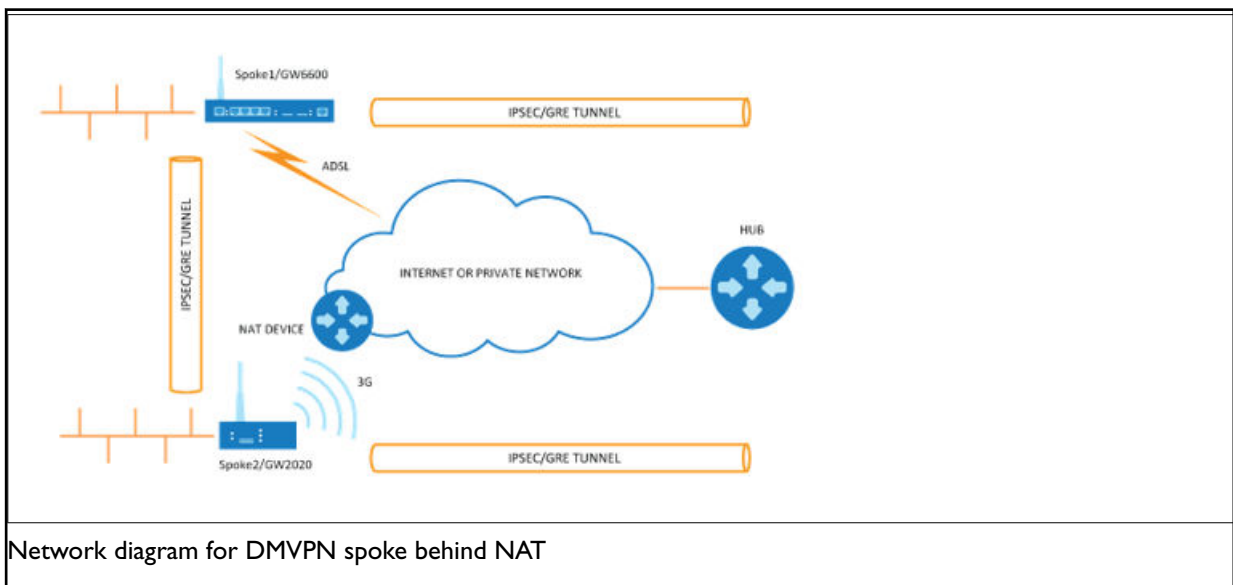 Spoke1/GW6600
IPSEC/GRE TUNNEL
ADSL
IPSEC/GRE TUNNEL
HUB
INTERNET OR PRIVATE NETWORK
NAT DEVICE
3G
Spoke2/GW2020
IPSEC/GRE TUNNEL
Network diagram for DMVPN spoke behind NAT